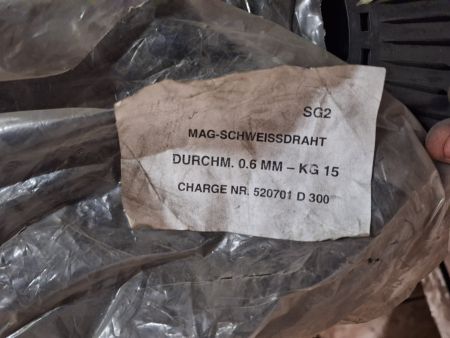 SG2
MAG-SCHWEISSDRAHT
DURCHM. 0.6 MM – KG 15
CHARGE NR. 520701 D 300